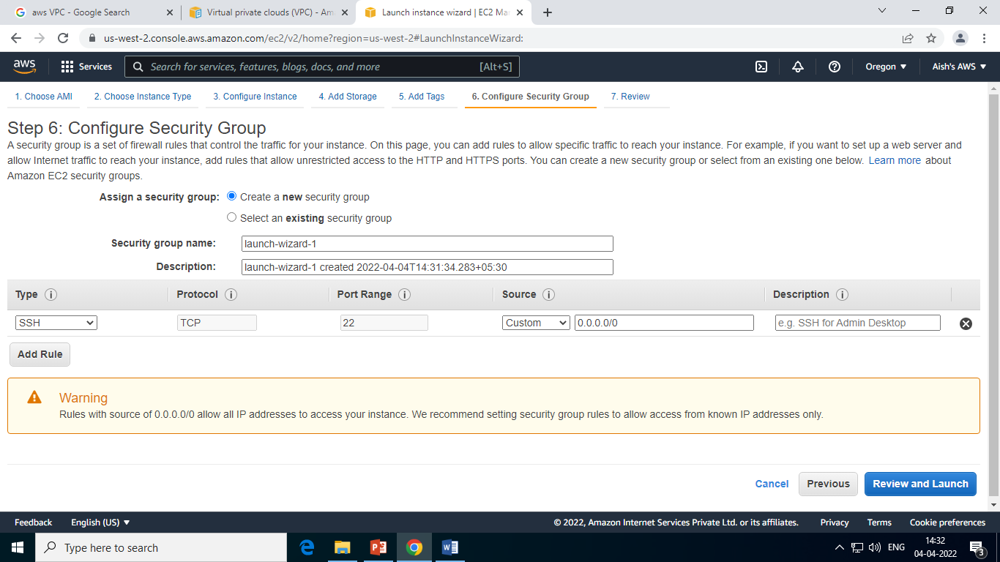 aws VPC - Google Search
Virtual private clouds (VPC) - Am
Launch instance wizard | EC2 Ma
us-west-2.console.aws.amazon.com/ec2/v2/home?region=us-west-2#LaunchInstanceWizard:
aws
Services
Search for services, features, blogs, docs, and more
[Alt+S]
Oregon
Aish's AWS
1. Choose AMI
2. Choose Instance Type
3. Configure Instance
4. Add Storage
5. Add Tags
6. Configure Security Group
7. Review
Step 6: Configure Security Group
A security group is a set of firewall rules that control the traffic for your instance. On this page, you can add rules to allow specific traffic to reach your instance. For example, if you want to set up a web server and
allow Internet traffic to reach your instance, add rules that allow unrestricted access to the HTTP and HTTPS ports. You can create a new security group or select from an existing one below. Learn more about
Amazon EC2 security groups.
Assign a security group:
Create a new security group
Select an existing security group
Security group name:
launch-wizard-1
Description:
launch-wizard-1 created 2022-04-04T14:31:34.283+05:30
Type
Protocol
Port Range
Source
Description
SSH
TCP
22
Custom
0.0.0.0/0
e.g. SSH for Admin Desktop
Add Rule
Warning
Rules with source of 0.0.0.0/0 allow all IP addresses to access your instance. We recommend setting security group rules to allow access from known IP addresses only.
Cancel
Previous
Review and Launch
Feedback
English (US)
© 2022, Amazon Internet Services Private Ltd. or its affiliates.
Privacy
Terms
Cookie preferences
Type here to search
ENG
14:32
04-04-2022
3